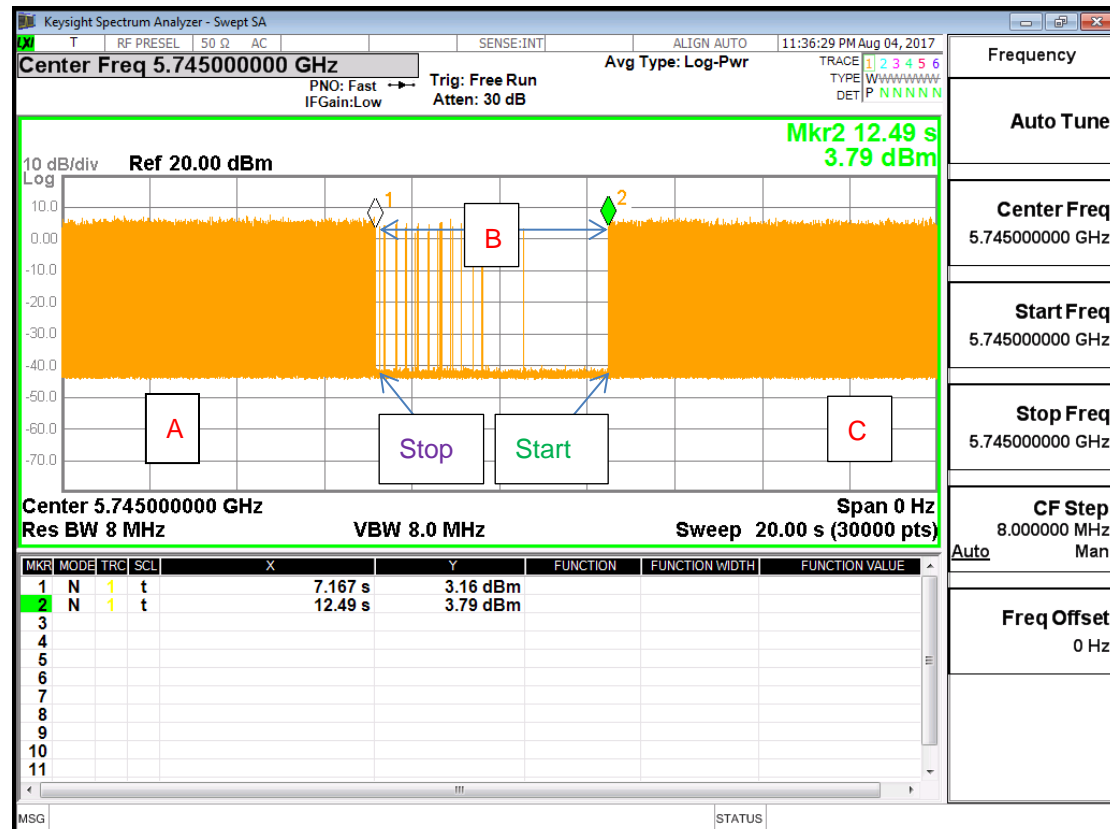 Keysight Spectrum Analyzer - Swept SA
LXI T RF PRESEL 50 Ω AC SENSE:INT ALIGN AUTO 11:36:29 PM Aug 04, 2017
Center Freq 5.745000000 GHz
PNO: Fast
IFGain:Low
Trig: Free Run
Atten: 30 dB
Avg Type: Log-Pwr
TRACE 1 2 3 4 5 6
TYPE WWWWWW
DET P N N N N N
Mkr2 12.49 s
3.79 dBm
10 dB/div Ref 20.00 dBm
Log
10.0
0.00
-10.0
-20.0
-30.0
-40.0
-50.0
-60.0
-70.0
1
2
B
A
Stop
Start
C
Center 5.745000000 GHz Span 0 Hz
Res BW 8 MHz VBW 8.0 MHz Sweep 20.00 s (30000 pts)
MKR MODE TRC SCL X Y FUNCTION FUNCTION WIDTH FUNCTION VALUE
1 N 1 t 7.167 s 3.16 dBm
2 N 1 t 12.49 s 3.79 dBm
3
4
5
6
7
8
9
10
11
MSG STATUS
Frequency
Auto Tune
Center Freq
5.745000000 GHz
Start Freq
5.745000000 GHz
Stop Freq
5.745000000 GHz
CF Step
8.000000 MHz
Auto Man
Freq Offset
0 Hz